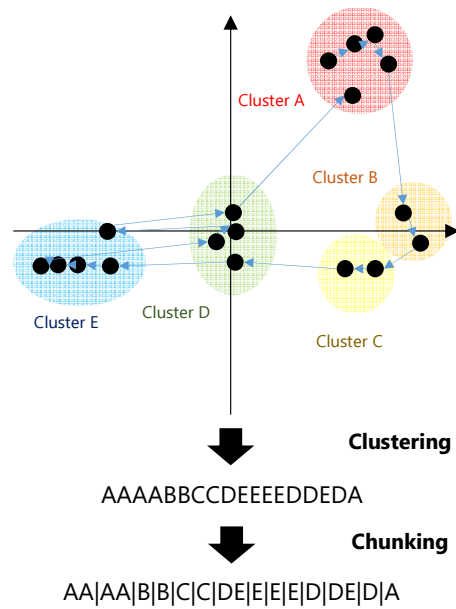 Cluster A
Cluster B
Cluster E
Cluster D
Cluster C
Clustering
AAAABBCCDEEEEDDEDA
Chunking
AA|AA|B|B|C|C|DE|E|E|E|D|DE|D|A